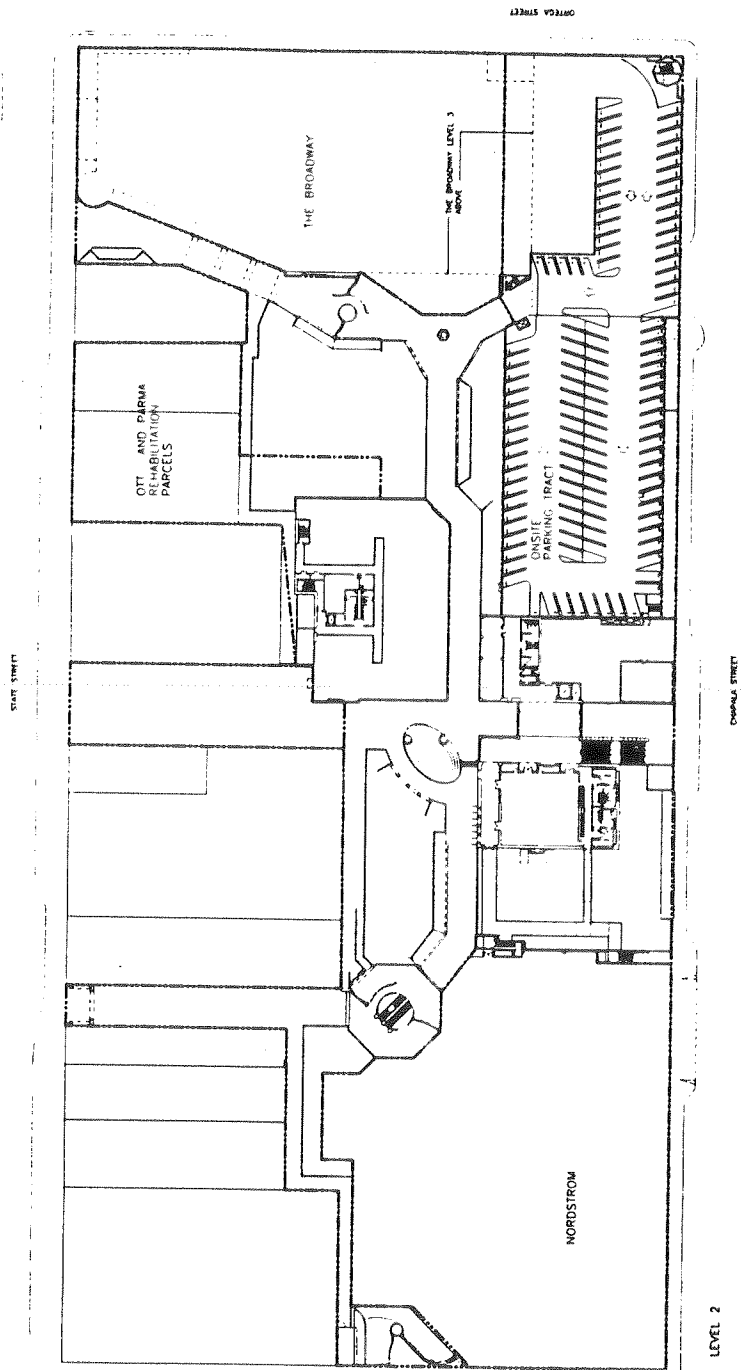 ORTEGA STREET
THE BROADWAY
THE BROADWAY LEVEL 3
ABOVE
OTT AND PARMA
REHABILITATION
PARCELS
ONSITE
PARKING TRACT
STATE STREET
CHAPALA STREET
NORDSTROM
LEVEL 2